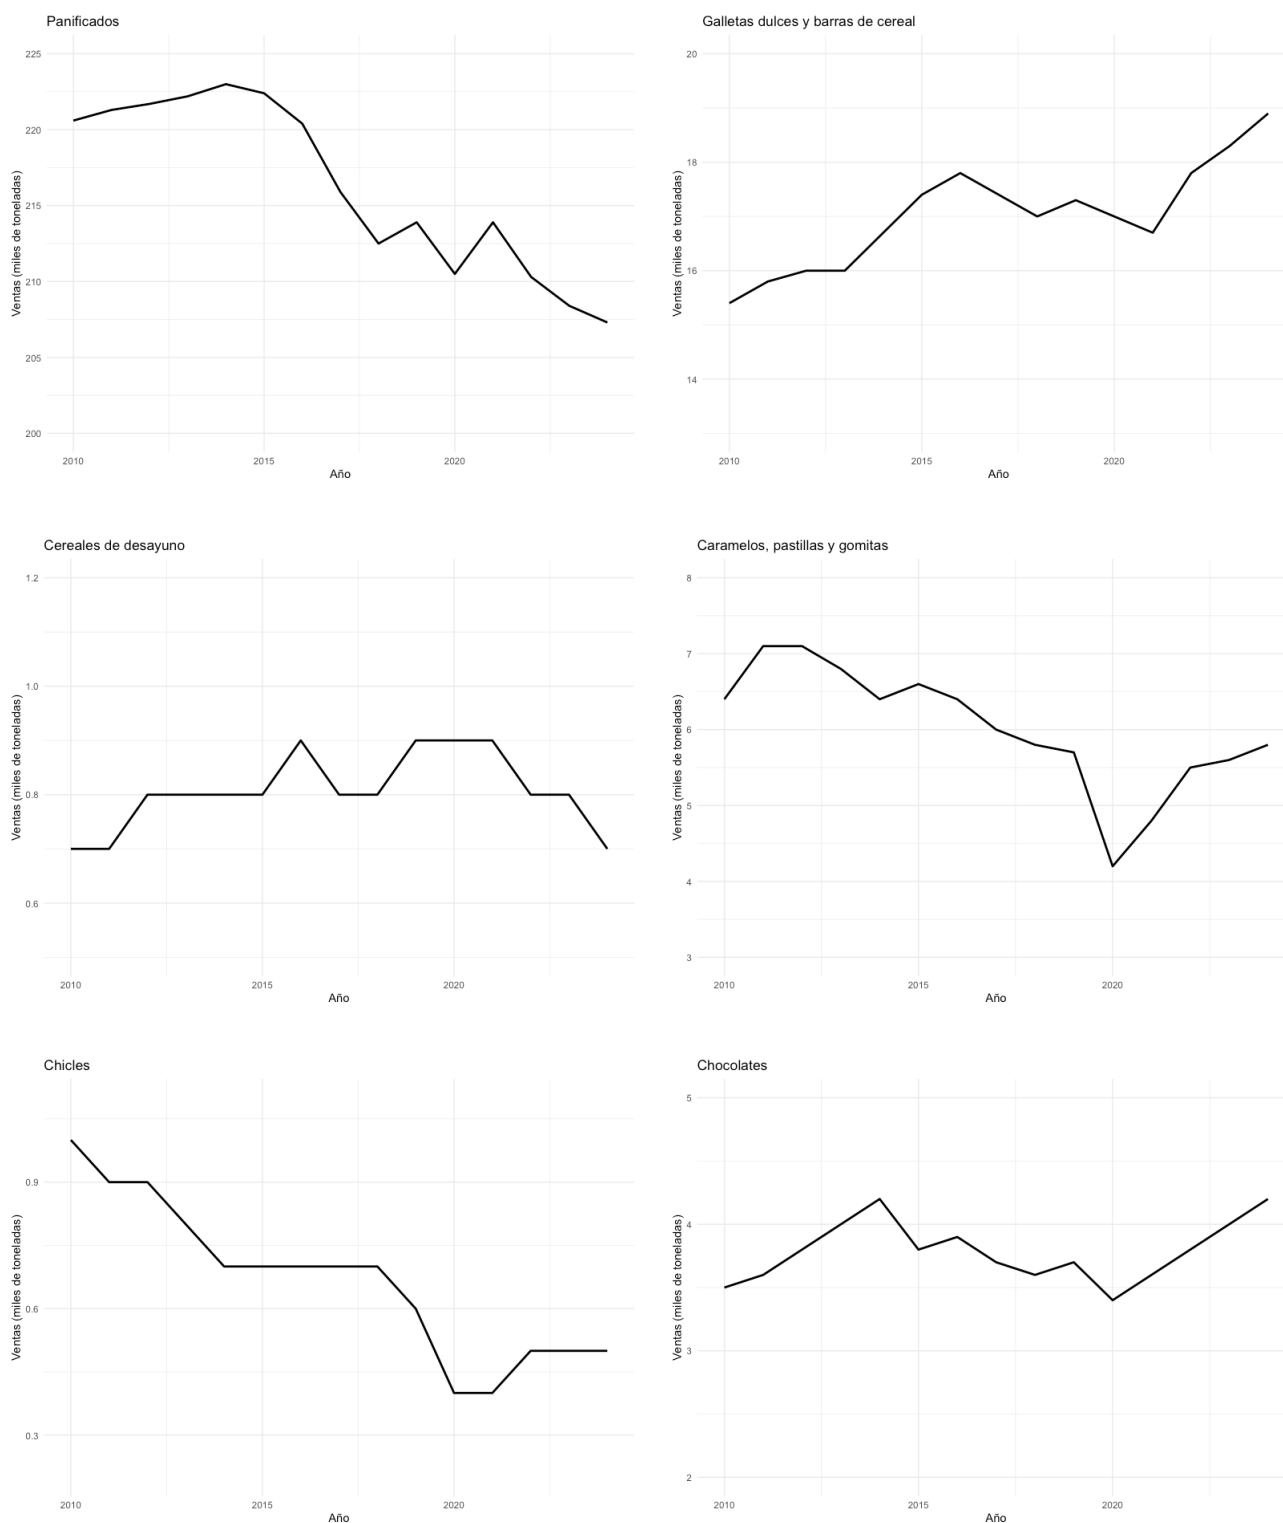 Panificados
225
220
215
210
205
200
Ventas (miles de toneladas)
2010
2015
2020
Año
Galletas dulces y barras de cereal
20
18
16
14
Ventas (miles de toneladas)
2010
2015
2020
Año
Cereales de desayuno
1.2
1.0
0.8
0.6
Ventas (miles de toneladas)
2010
2015
2020
Año
Caramelos, pastillas y gomitas
8
7
6
5
4
3
Ventas (miles de toneladas)
2010
2015
2020
Año
Chicles
0.9
0.6
0.3
Ventas (miles de toneladas)
2010
2015
2020
Año
Chocolates
5
4
3
2
Ventas (miles de toneladas)
2010
2015
2020
Año